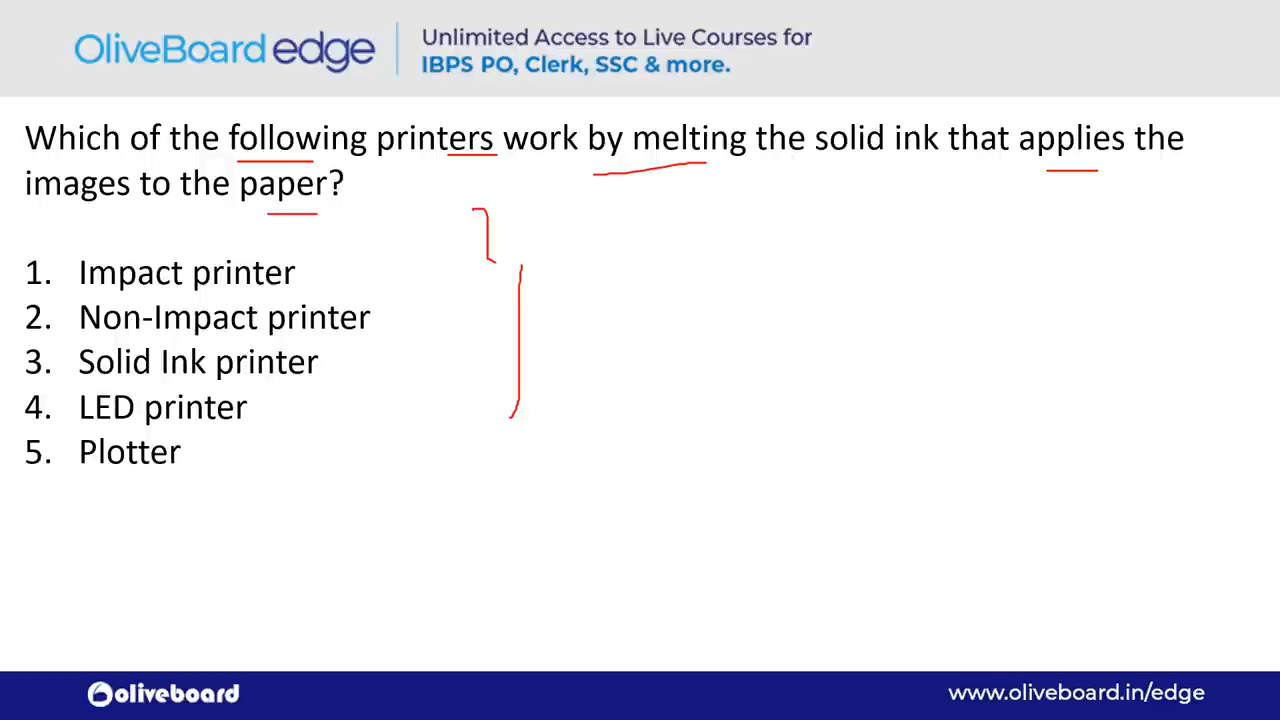 OliveBoard edge
Unlimited Access to Live Courses for
IBPS PO, Clerk, SSC & more.
Which of the following printers work by melting the solid ink that applies the
images to the paper?
1. Impact printer
2. Non-Impact printer
3. Solid Ink printer
4. LED printer
5. Plotter
oliveboard
www.oliveboard.in/edge